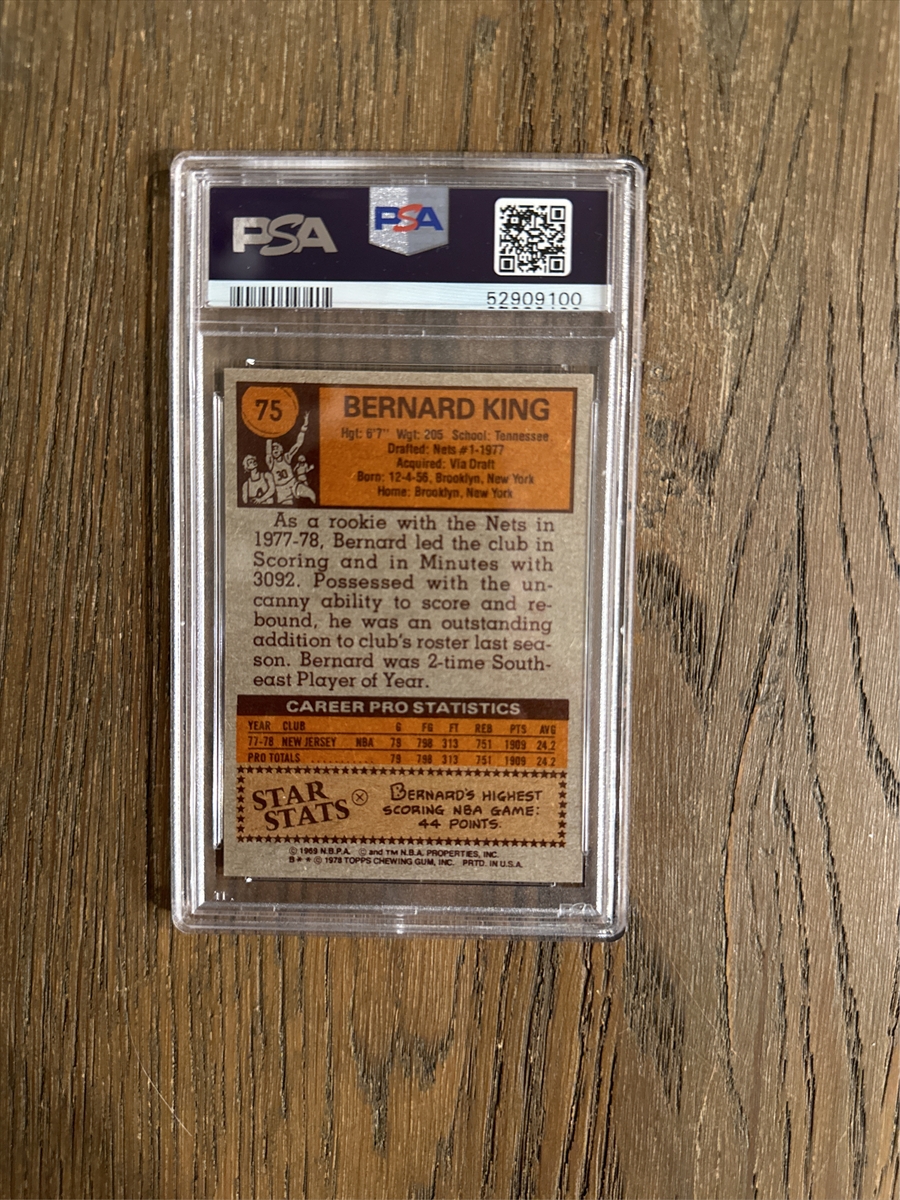 PSA
PSA
52909100
75
BERNARD KING
Hgt: 6'7" Wgt: 205 School: Tennessee
Drafted: Nets #1-1977
Acquired: Via Draft
Born: 12-4-56, Brooklyn, New York
Home: Brooklyn, New York
As a rookie with the Nets in
1977-78, Bernard led the club in
Scoring and in Minutes with
3092. Possessed with the un-
canny ability to score and re-
bound, he was an outstanding
addition to club's roster last sea-
son. Bernard was 2-time South-
east Player of Year.
CAREER PRO STATISTICS
YEAR CLUB G FG FT REB PTS AVG
77-78 NEW JERSEY NBA 79 798 313 751 1909 24.2
PRO TOTALS . . . . . . . . . . 79 798 313 751 1909 24.2
STAR
STATS
BERNARD'S HIGHEST
SCORING NBA GAME:
44 POINTS.
© 1969 N.B.P.A. © and TM N.B.A. PROPERTIES, INC.
B* * © 1978 TOPPS CHEWING GUM, INC. PRTD. IN U.S.A.